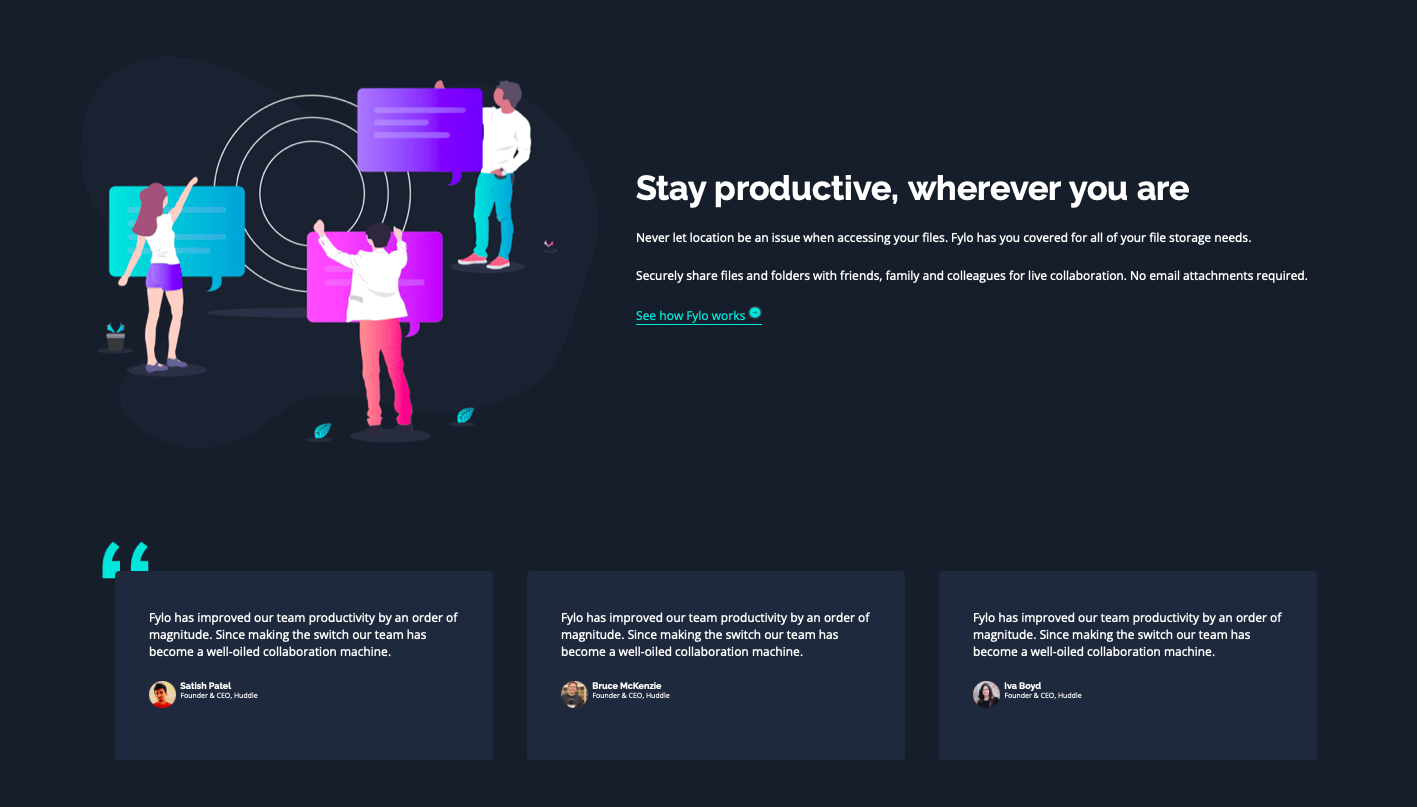 Stay productive, wherever you are
Never let location be an issue when accessing your files. Fylo has you covered for all of your file storage needs.
Securely share files and folders with friends, family and colleagues for live collaboration. No email attachments required.
See how Fylo works
“
Fylo has improved our team productivity by an order of
magnitude. Since making the switch our team has
become a well-oiled collaboration machine.
Satish Patel
Founder & CEO, Huddle
Fylo has improved our team productivity by an order of
magnitude. Since making the switch our team has
become a well-oiled collaboration machine.
Bruce McKenzie
Founder & CEO, Huddle
Fylo has improved our team productivity by an order of
magnitude. Since making the switch our team has
become a well-oiled collaboration machine.
Iva Boyd
Founder & CEO, Huddle